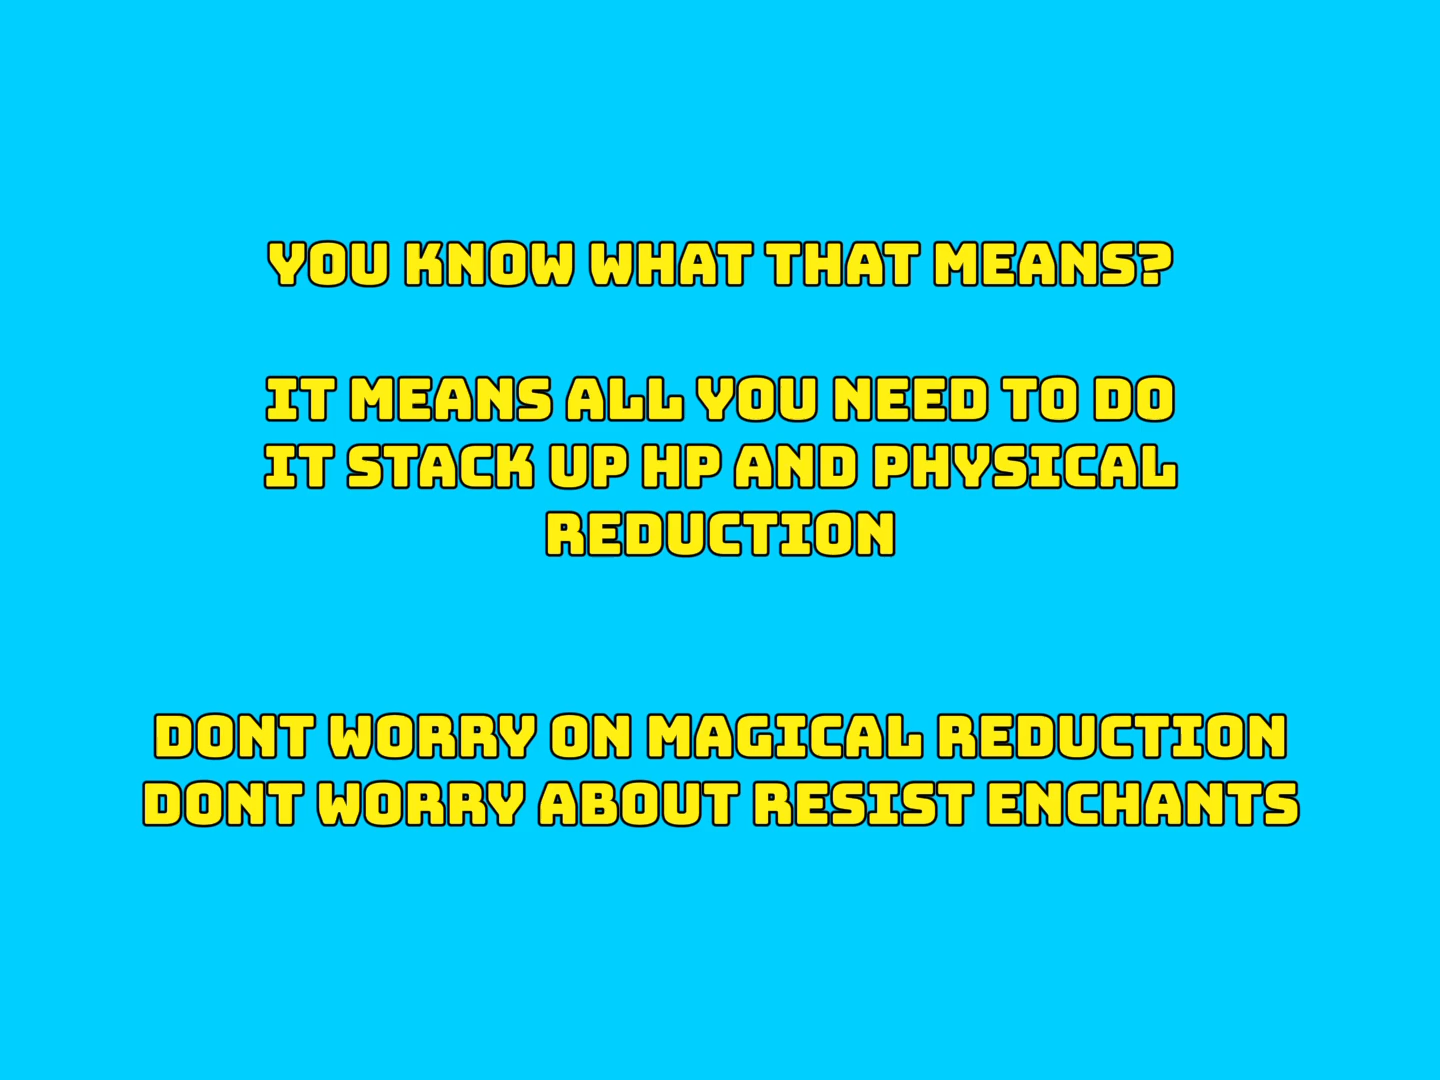 YOU KNOW WHAT THAT MEANS?
IT MEANS ALL YOU NEED TO DO
IT STACK UP HP AND PHYSICAL
REDUCTION
DONT WORRY ON MAGICAL REDUCTION
DONT WORRY ABOUT RESIST ENCHANTS